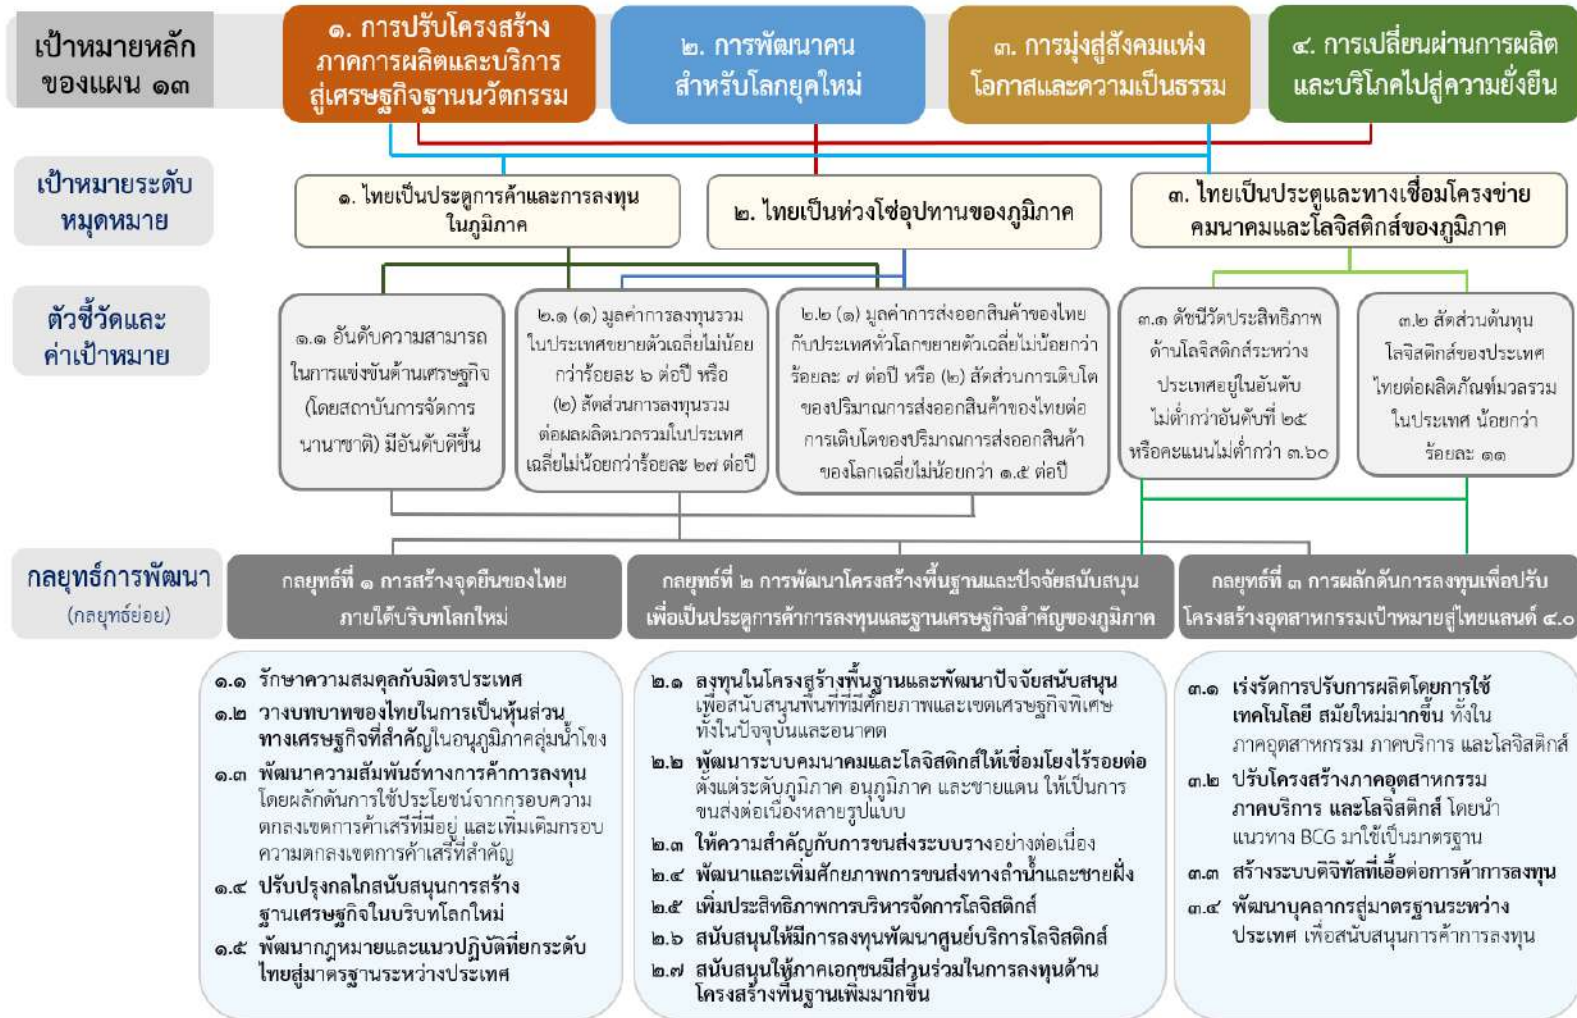 เป้าหมายหลัก
ของแผน ๑๓
๑. การปรับโครงสร้าง
ภาคการผลิตและบริการ
สู่เศรษฐกิจฐานนวัตกรรม
๒. การพัฒนาคน
สำหรับโลกยุคใหม่
๓. การมุ่งสู่สังคมแห่ง
โอกาสและความเป็นธรรม
๔. การเปลี่ยนผ่านการผลิต
และบริโภคไปสู่ความยั่งยืน
เป้าหมายระดับ
หมุดหมาย
๑. ไทยเป็นประตูการค้าและการลงทุน
ในภูมิภาค
๒. ไทยเป็นห่วงโซ่อุปทานของภูมิภาค
๓. ไทยเป็นประตูและทางเชื่อมโครงข่าย
คมนาคมและโลจิสติกส์ของภูมิภาค
ตัวชี้วัดและ
ค่าเป้าหมาย
๑.๑ อันดับความสามารถ
ในการแข่งขันด้านเศรษฐกิจ
(โดยสถาบันการจัดการ
นานาชาติ) มีอันดับดีขึ้น
๒.๑ (๑) มูลค่าการลงทุนรวม
ในประเทศขยายตัวเฉลี่ยไม่น้อย
กว่าร้อยละ ๖ ต่อปี หรือ
(๒) สัดส่วนการลงทุนรวม
ต่อผลผลิตมวลรวมในประเทศ
เฉลี่ยไม่น้อยกว่าร้อยละ ๒๗ ต่อปี
๒.๒ (๑) มูลค่าการส่งออกสินค้าของไทย
กับประเทศทั่วโลกขยายตัวเฉลี่ยไม่น้อยกว่า
ร้อยละ ๗ ต่อปี หรือ (๒) สัดส่วนการเติบโต
ของปริมาณการส่งออกสินค้าของไทยต่อ
การเติบโตของปริมาณการส่งออกสินค้า
ของโลกเฉลี่ยไม่น้อยกว่า ๑.๕ ต่อปี
๓.๑ ดัชนีวัดประสิทธิภาพ
ด้านโลจิสติกส์ระหว่าง
ประเทศอยู่ในอันดับ
ไม่ต่ำกว่าอันดับที่ ๒๕
หรือคะแนนไม่ต่ำกว่า ๓.๖๐
๓.๒ สัดส่วนต้นทุน
โลจิสติกส์ของประเทศ
ไทยต่อผลิตภัณฑ์มวลรวม
ในประเทศ น้อยกว่า
ร้อยละ ๑๑
กลยุทธ์การพัฒนา
(กลยุทธ์ย่อย)
กลยุทธ์ที่ ๑ การสร้างจุดยืนของไทย
ภายใต้บริบทโลกใหม่
กลยุทธ์ที่ ๒ การพัฒนาโครงสร้างพื้นฐานและปัจจัยสนับสนุน
เพื่อเป็นประตูการค้าการลงทุนและฐานเศรษฐกิจสำคัญของภูมิภาค
กลยุทธ์ที่ ๓ การผลักดันการลงทุนเพื่อปรับ
โครงสร้างอุตสาหกรรมเป้าหมายสู่ไทยแลนด์ ๔.๐
๑.๑ รักษาความสมดุลกับมิตรประเทศ
๑.๒ วางบทบาทของไทยในการเป็นหุ้นส่วน
ทางเศรษฐกิจที่สำคัญในอนุภูมิภาคลุ่มน้ำโขง
๑.๓ พัฒนาความสัมพันธ์ทางการค้าการลงทุน
โดยผลักดันการใช้ประโยชน์จากกรอบความ
ตกลงเขตการค้าเสรีที่มีอยู่ และเพิ่มเติมกรอบ
ความตกลงเขตการค้าเสรีที่สำคัญ
๑.๔ ปรับปรุงกลไกสนับสนุนการสร้าง
ฐานเศรษฐกิจในบริบทโลกใหม่
๑.๕ พัฒนากฎหมายและแนวปฏิบัติที่ยกระดับ
ไทยสู่มาตรฐานระหว่างประเทศ
๒.๑ ลงทุนในโครงสร้างพื้นฐานและพัฒนาปัจจัยสนับสนุน
เพื่อสนับสนุนพื้นที่ที่มีศักยภาพและเขตเศรษฐกิจพิเศษ
ทั้งในปัจจุบันและอนาคต
๒.๒ พัฒนาระบบคมนาคมและโลจิสติกส์ให้เชื่อมโยงไร้รอยต่อ
ตั้งแต่ระดับภูมิภาค อนุภูมิภาค และชายแดน ให้เป็นการ
ขนส่งต่อเนื่องหลายรูปแบบ
๒.๓ ให้ความสำคัญกับการขนส่งระบบรางอย่างต่อเนื่อง
๒.๔ พัฒนาและเพิ่มศักยภาพการขนส่งทางลำน้ำและชายฝั่ง
๒.๕ เพิ่มประสิทธิภาพการบริหารจัดการโลจิสติกส์
๒.๖ สนับสนุนให้มีการลงทุนพัฒนาศูนย์บริการโลจิสติกส์
๒.๗ สนับสนุนให้ภาคเอกชนมีส่วนร่วมในการลงทุนด้าน
โครงสร้างพื้นฐานเพิ่มมากขึ้น
๓.๑ เร่งรัดการปรับการผลิตโดยการใช้
เทคโนโลยี สมัยใหม่มากขึ้น ทั้งใน
ภาคอุตสาหกรรม ภาคบริการ และโลจิสติกส์
๓.๒ ปรับโครงสร้างภาคอุตสาหกรรม
ภาคบริการ และโลจิสติกส์ โดยนำ
แนวทาง BCG มาใช้เป็นมาตรฐาน
๓.๓ สร้างระบบดิจิทัลที่เอื้อต่อการค้าการลงทุน
๓.๔ พัฒนาบุคลากรสู่มาตรฐานระหว่าง
ประเทศ เพื่อสนับสนุนการค้าการลงทุน